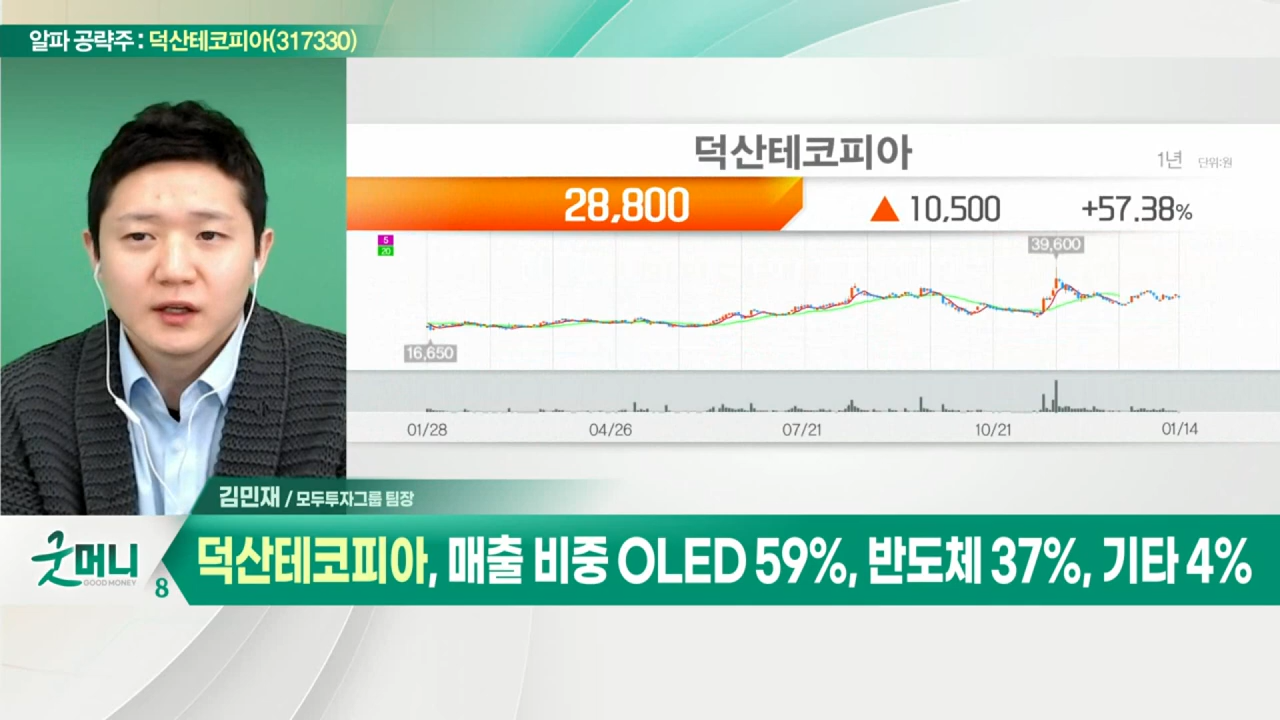 알파 공략주 : 덕산테코피아(317330)
덕산테코피아
1년 단위:원
28,800 ▲ 10,500 +57.38%
5
20
39,600
16,650
01/28 04/26 07/21 10/21 01/14
김민재 / 모두투자그룹 팀장
굿머니
GOOD MONEY
8
덕산테코피아, 매출 비중 OLED 59%, 반도체 37%, 기타 4%